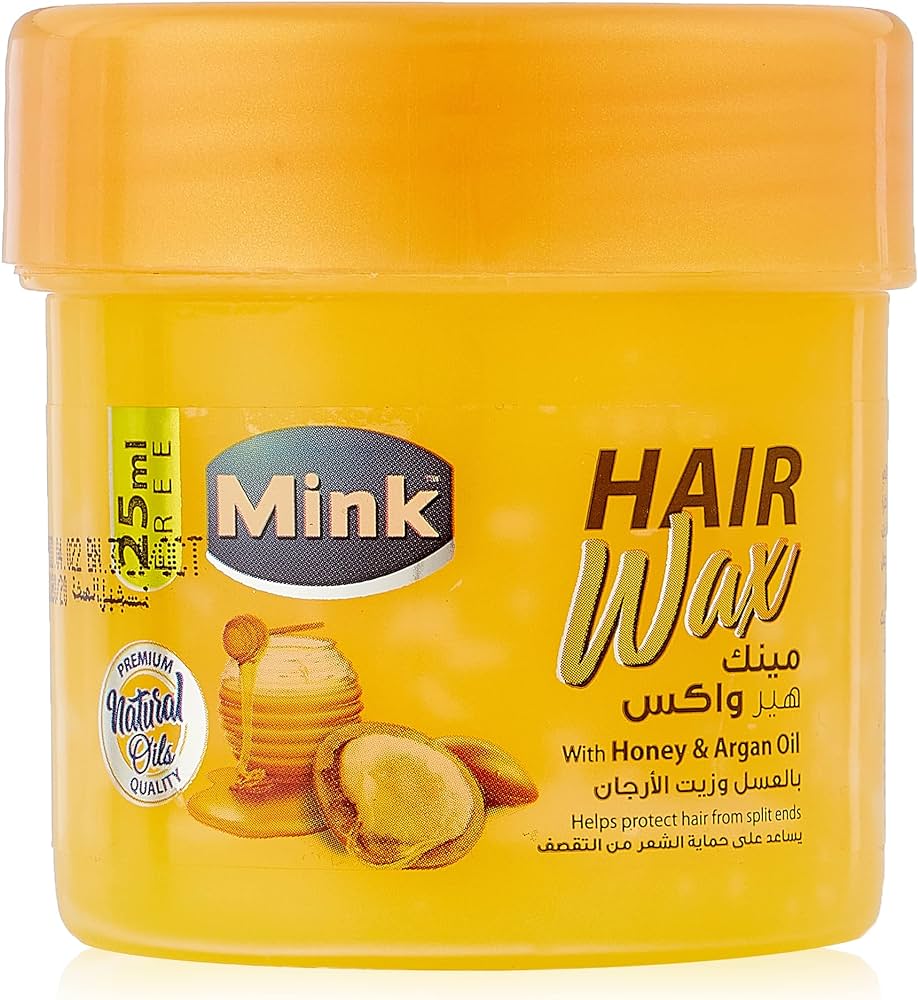 25ml
FREE
Mink™
HAIR
Wax
مينك
هير واكس
With Honey & Argan Oil
بالعسل وزيت الأرجان
Helps protect hair from split ends
يساعد على حماية الشعر من التقصف
PREMIUM
Natural
Oils
QUALITY